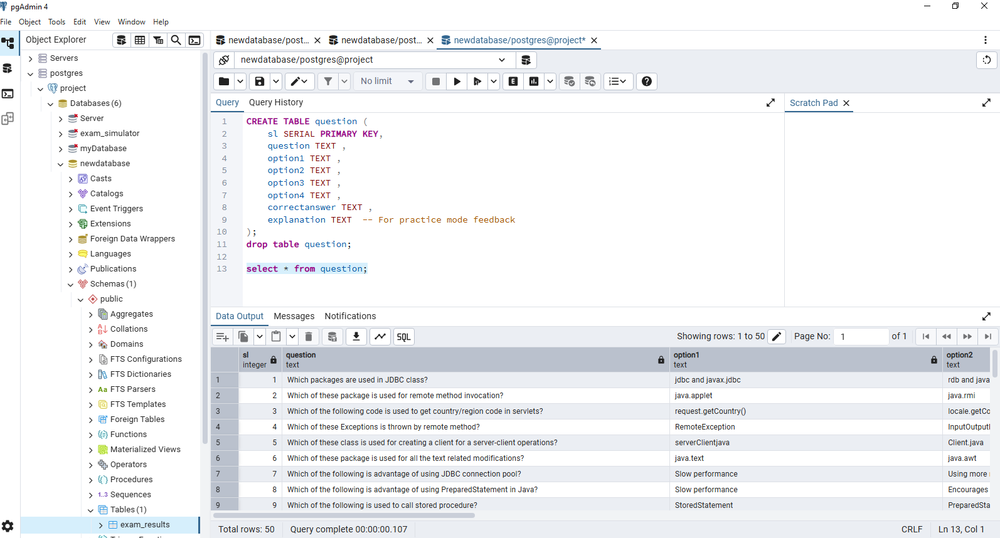 pgAdmin 4
File Object Tools Edit View Window Help
Object Explorer
newdatabase/post... newdatabase/post... newdatabase/postgres@project*
Servers
postgres
project
Databases (6)
Server
exam_simulator
myDatabase
newdatabase
Casts
Catalogs
Event Triggers
Extensions
Foreign Data Wrappers
Languages
Publications
Schemas (1)
public
Aggregates
Collations
Domains
FTS Configurations
FTS Dictionaries
FTS Parsers
FTS Templates
Foreign Tables
Functions
Materialized Views
Operators
Procedures
1..3 Sequences
Tables (1)
exam_results
newdatabase/postgres@project
No limit
Query Query History
Scratch Pad
1 CREATE TABLE question (
2 sl SERIAL PRIMARY KEY,
3 question TEXT ,
4 option1 TEXT ,
5 option2 TEXT ,
6 option3 TEXT ,
7 option4 TEXT ,
8 correctanswer TEXT ,
9 explanation TEXT -- For practice mode feedback
10 );
11 drop table question;
12
13 select * from question;
Data Output Messages Notifications
SQL
Showing rows: 1 to 50 Page No: 1 of 1
sl question option1 option2
integer text text text
1 1 Which packages are used in JDBC class? jdbc and javax.jdbc rdb and java
2 2 Which of these package is used for remote method invocation? java.applet java.rmi
3 3 Which of the following code is used to get country/region code in servlets? request.getCountry() locale.getCo
4 4 Which of these Exceptions is thrown by remote method? RemoteException InputOutput
5 5 Which of these class is used for creating a client for a server-client operations? serverClientjava Client.java
6 6 Which of these package is used for all the text related modifications? java.text java.awt
7 7 Which of the following is advantage of using JDBC connection pool? Slow performance Using more
8 8 Which of the following is advantage of using PreparedStatement in Java? Slow performance Encourages
9 9 Which of the following is used to call stored procedure? StoredStatement PreparedSta
Total rows: 50 Query complete 00:00:00.107 CRLF Ln 13, Col 1